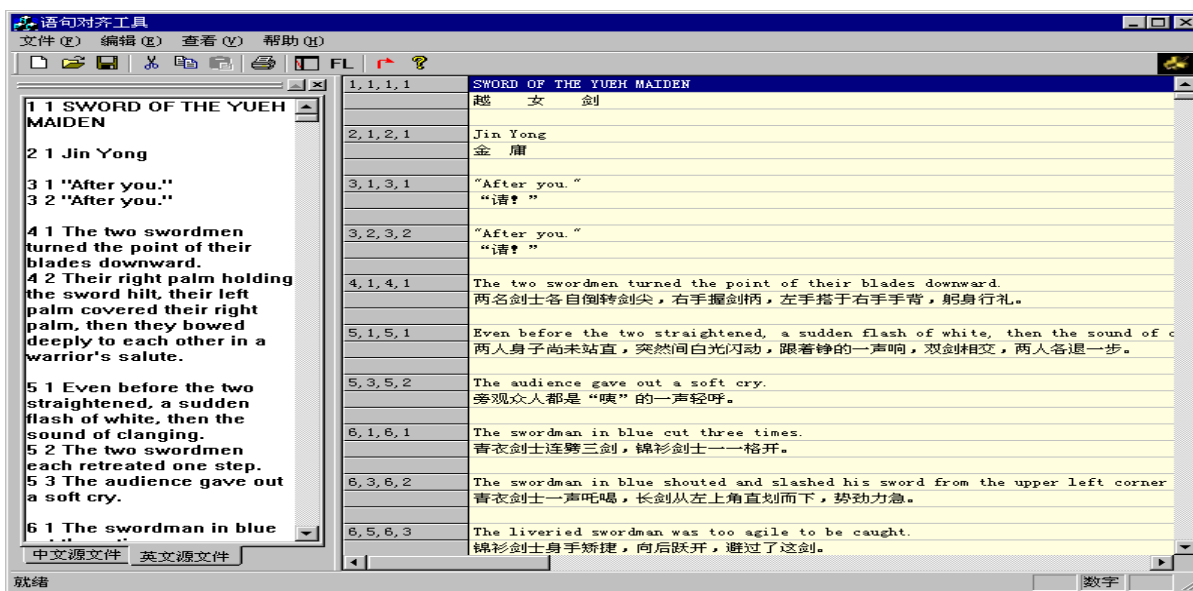 语句对齐工具
文件(F) 编辑(E) 查看(V) 帮助(H)
FL
1 1 SWORD OF THE YUEH
MAIDEN
2 1 Jin Yong
3 1 "After you."
3 2 "After you."
4 1 The two swordmen
turned the point of their
blades downward.
4 2 Their right palm holding
the sword hilt, their left
palm covered their right
palm, then they bowed
deeply to each other in a
warrior's salute.
5 1 Even before the two
straightened, a sudden
flash of white, then the
sound of clanging.
5 2 The two swordmen
each retreated one step.
5 3 The audience gave out
a soft cry.
6 1 The swordman in blue
中文源文件 英文源文件
1, 1, 1, 1 SWORD OF THE YUEH MAIDEN
越 女 剑
2, 1, 2, 1 Jin Yong
金 庸
3, 1, 3, 1 "After you."
“请！”
3, 2, 3, 2 "After you."
“请！”
4, 1, 4, 1 The two swordmen turned the point of their blades downward.
两名剑士各自倒转剑尖，右手握剑柄，左手搭于右手手背，躬身行礼。
5, 1, 5, 1 Even before the two straightened, a sudden flash of white, then the sound of
两人身子尚未站直，突然间白光闪动，跟着铮的一声响，双剑相交，两人各退一步。
5, 3, 5, 2 The audience gave out a soft cry.
旁观众人都是“咦”的一声轻呼。
6, 1, 6, 1 The swordman in blue cut three times.
青衣剑士连劈三剑，锦衫剑士一一格开。
6, 3, 6, 2 The swordman in blue shouted and slashed his sword from the upper left corner
青衣剑士一声吒喝，长剑从左上角直划而下，势劲力急。
6, 5, 6, 3 The liveried swordman was too agile to be caught.
锦衫剑士身手矫捷，向后跃开，避过了这剑。
就绪
数字